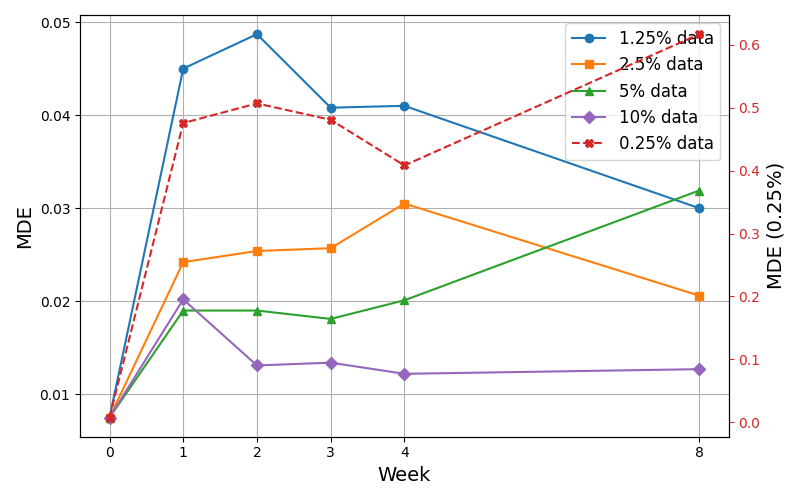 0.05
0.04
0.03
0.02
0.01
MDE
0 1 2 3 4 8
Week
0.6
0.5
0.4
0.3
0.2
0.1
0.0
MDE (0.25%)
1.25% data
2.5% data
5% data
10% data
0.25% data